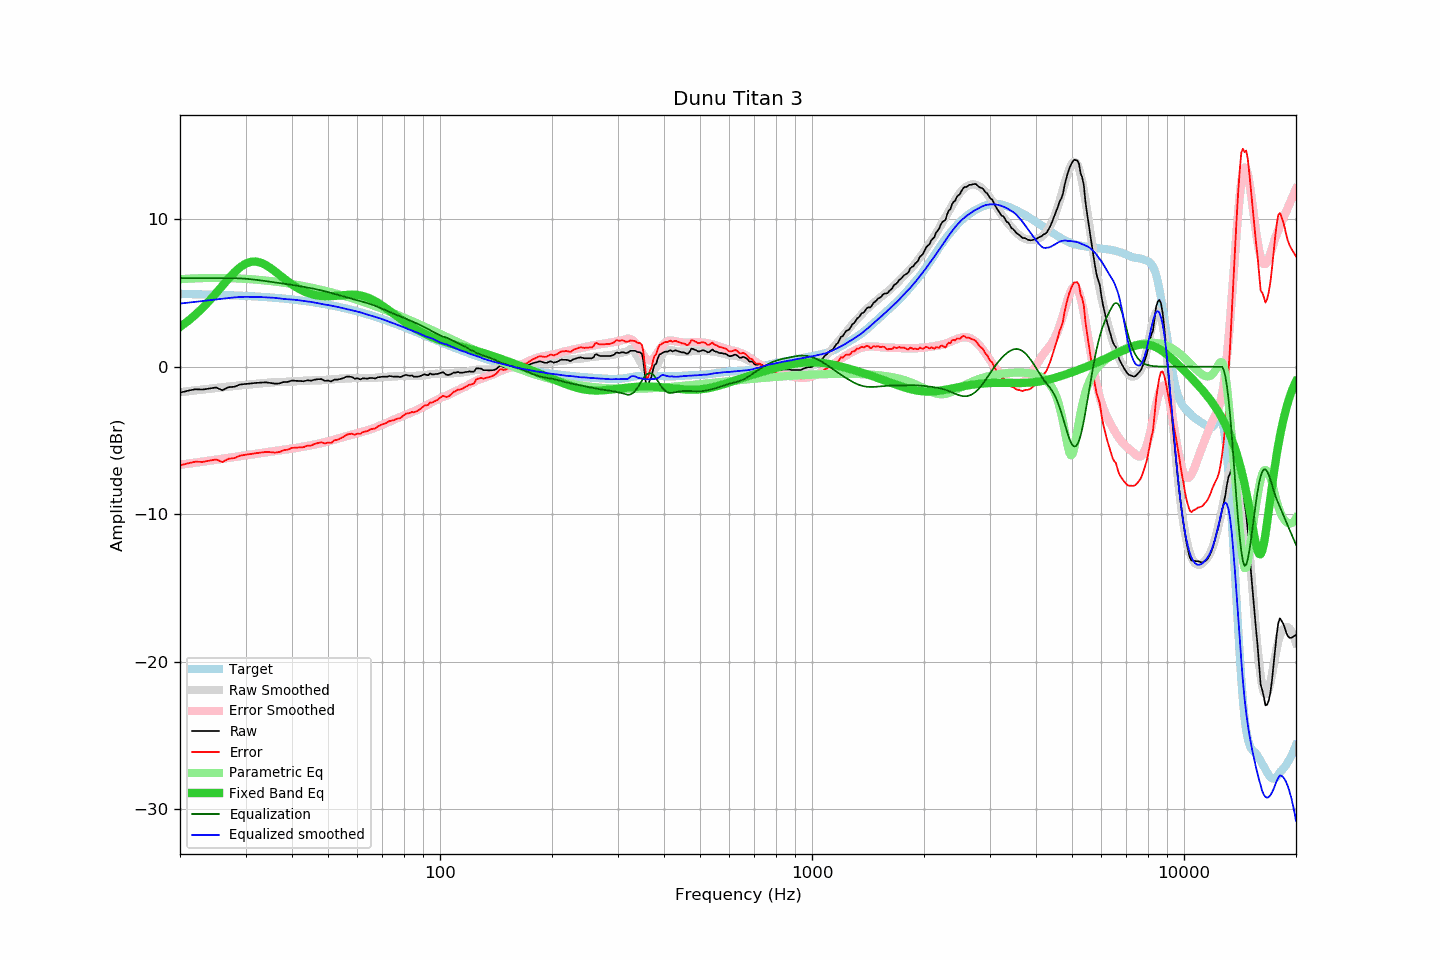 Dunu Titan 3
Amplitude (dBr)
10
0
−10
−20
−30
Target
Raw Smoothed
Error Smoothed
Raw
Error
Parametric Eq
Fixed Band Eq
Equalization
Equalized smoothed
100
1000
10000
Frequency (Hz)